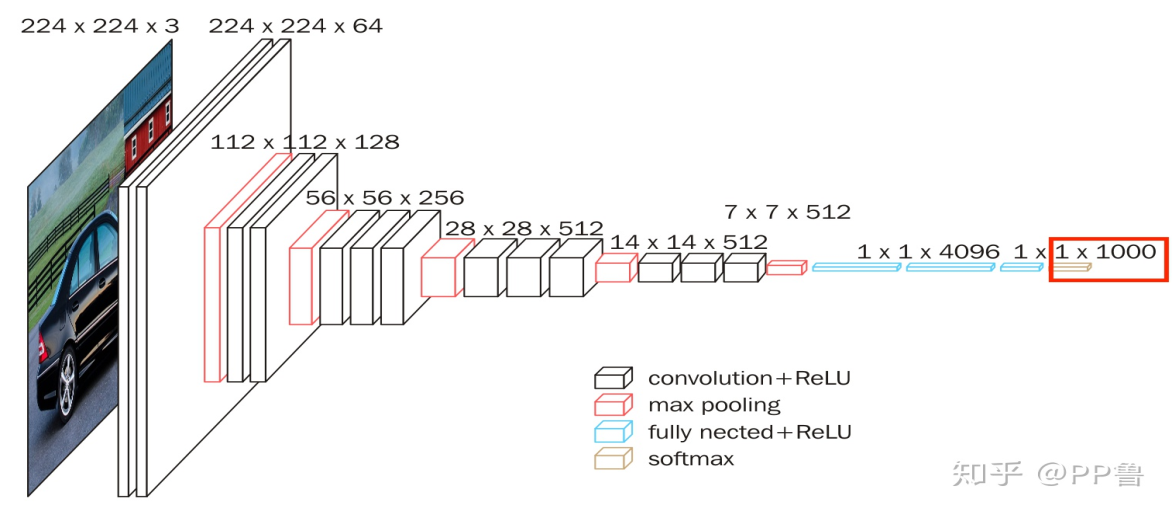 224 x 224 x 3
224 x 224 x 64
112 x 112 x 128
56 x 56 x 256
28 x 28 x 512
14 x 14 x 512
7 x 7 x 512
1 x 1 x 4096
1 x 1 x 1000
convolution+ReLU
max pooling
fully nected+ReLU
softmax
知乎 @PP鲁